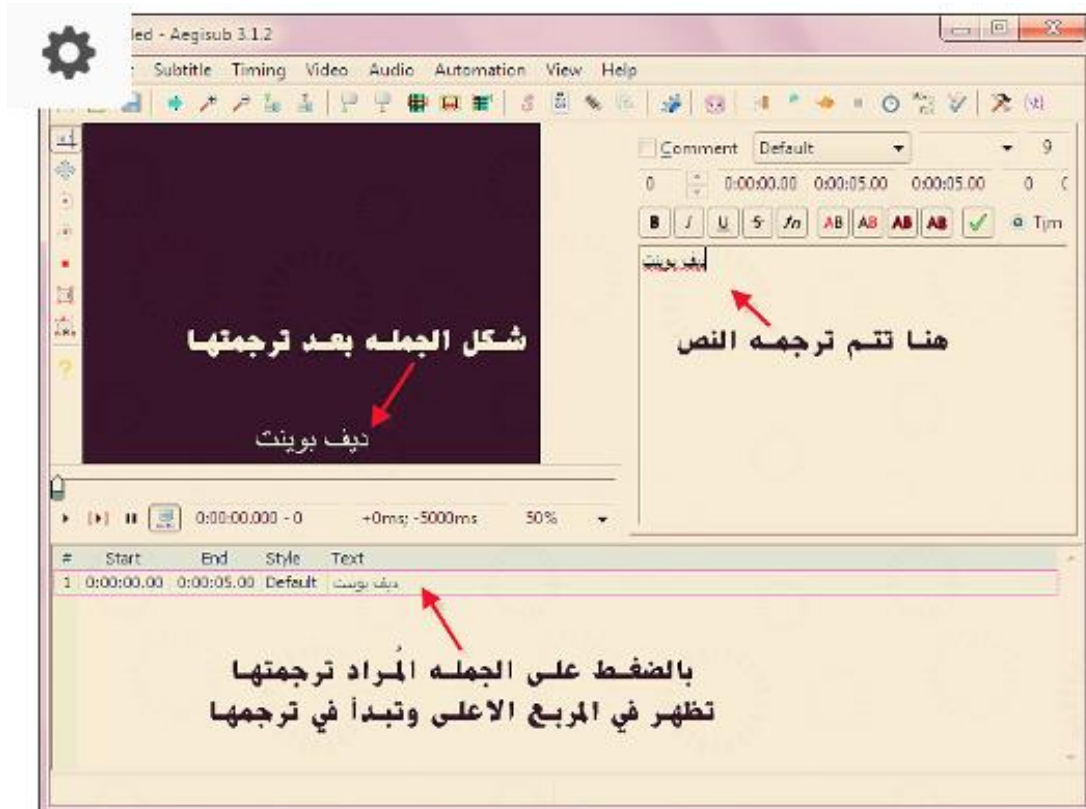 led - Aegisub 3.1.2
Subtitle Timing Video Audio Automation View Help
Comment Default 9
0 0:00:00.00 0:00:05.00 0:00:05.00 0
B I U S fn AB AB AB AB Tim
ديف بوينت
هنا تتم ترجمه النص
شكل الجمله بعد ترجمتها
ديف بوينت
0:00:00.000 - 0 +0ms; -5000ms 50%
# Start End Style Text
1 0:00:00.00 0:00:05.00 Default ديف بوينت
بالضغط على الجمله المُراد ترجمتها
تظهر في المربع الاعلى وتبدأ في ترجمها